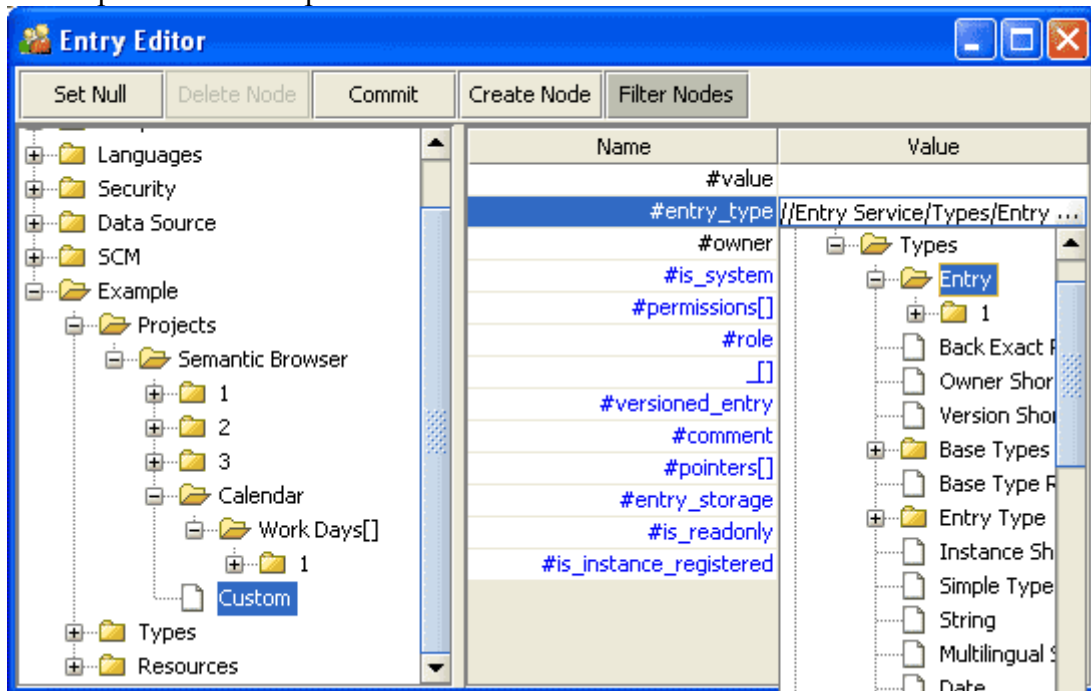 Entry Editor
Set Null Delete Node Commit Create Node Filter Nodes
Languages
Security
Data Source
SCM
Example
Projects
Semantic Browser
1
2
3
Calendar
Work Days[]
1
Custom
Types
Resources
Name Value
#value
#entry_type //Entry Service/Types/Entry ...
#owner
#is_system
#permissions[]
#role
_[]
#versioned_entry
#comment
#pointers[]
#entry_storage
#is_readonly
#is_instance_registered
Types
Entry
1
Back Exact
Owner Shor
Version Shor
Base Types
Base Type R
Entry Type
Instance Sh
Simple Type
String
Multilingual
Date